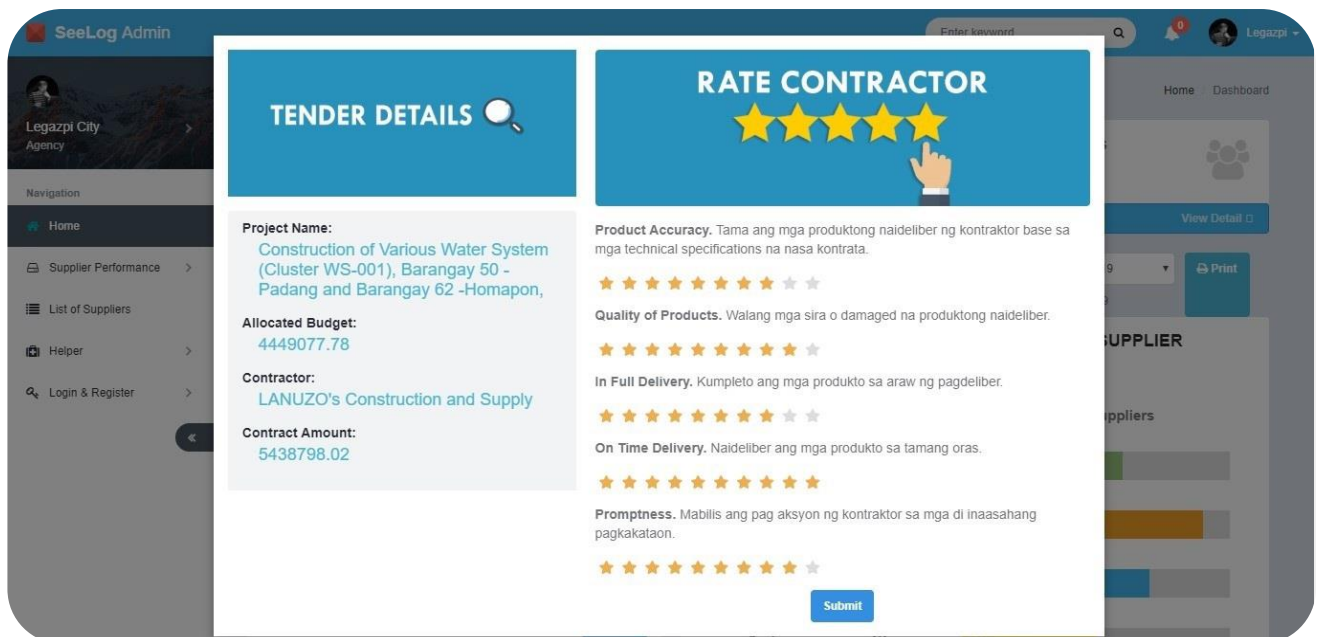 SeeLog Admin
Enter keyword
0
Legazpi
Legazpi City
Agency
Home Dashboard
Navigation
Home
Supplier Performance
List of Suppliers
Helper
Login & Register
TENDER DETAILS
Project Name:
Construction of Various Water System
(Cluster WS-001), Barangay 50 -
Padang and Barangay 62 -Homapon,
Allocated Budget:
4449077.78
Contractor:
LANUZO's Construction and Supply
Contract Amount:
5438798.02
RATE CONTRACTOR
Product Accuracy. Tama ang mga produktong naideliber ng kontraktor base sa
mga technical specifications na nasa kontrata.
Quality of Products. Walang mga sira o damaged na produktong naideliber.
In Full Delivery. Kumpleto ang mga produkto sa araw ng pagdeliber.
On Time Delivery. Naideliber ang mga produkto sa tamang oras.
Promptness. Mabilis ang pag aksyon ng kontraktor sa mga di inaasahang
pagkakataon.
Submit
View Detail
9
Print
UPPLIER
ppliers